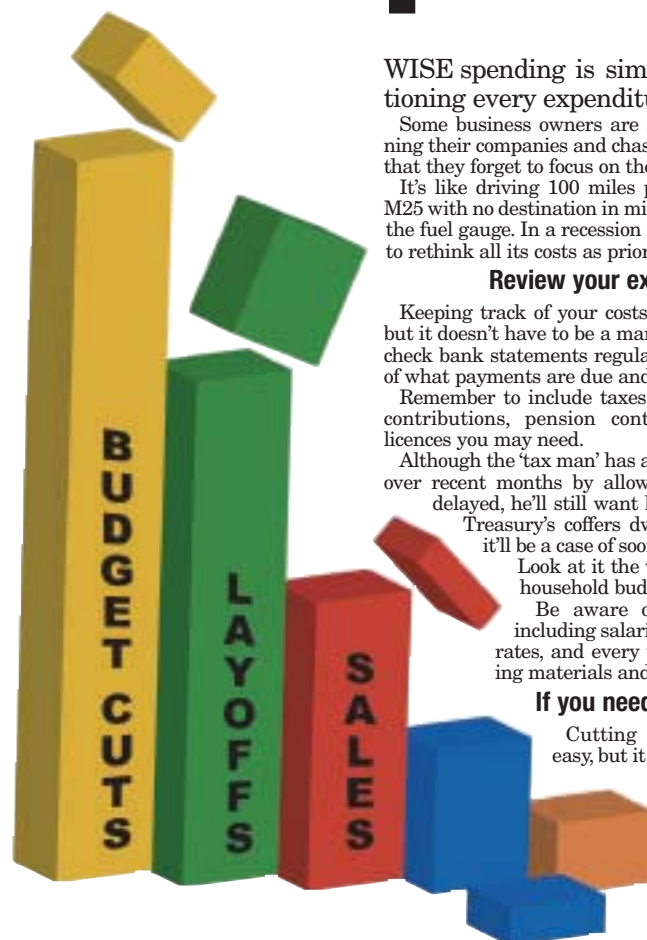 WISE spending is sim
tioning every expenditu
Some business owners are
ning their companies and chas
that they forget to focus on the
It's like driving 100 miles p
M25 with no destination in mi
the fuel gauge. In a recession
to rethink all its costs as prior
Review your ex
Keeping track of your costs
but it doesn't have to be a mar
check bank statements regula
of what payments are due and
Remember to include taxes,
contributions, pension cont
licences you may need.
Although the 'tax man' has a
over recent months by allow
delayed, he'll still want
Treasury's coffers dw
it'll be a case of soon
Look at it the
household bud
Be aware o
including salari
rates, and every
ing materials and
If you need
Cutting
easy, but it
BUDGET CUTS
LAYOFFS
SALES